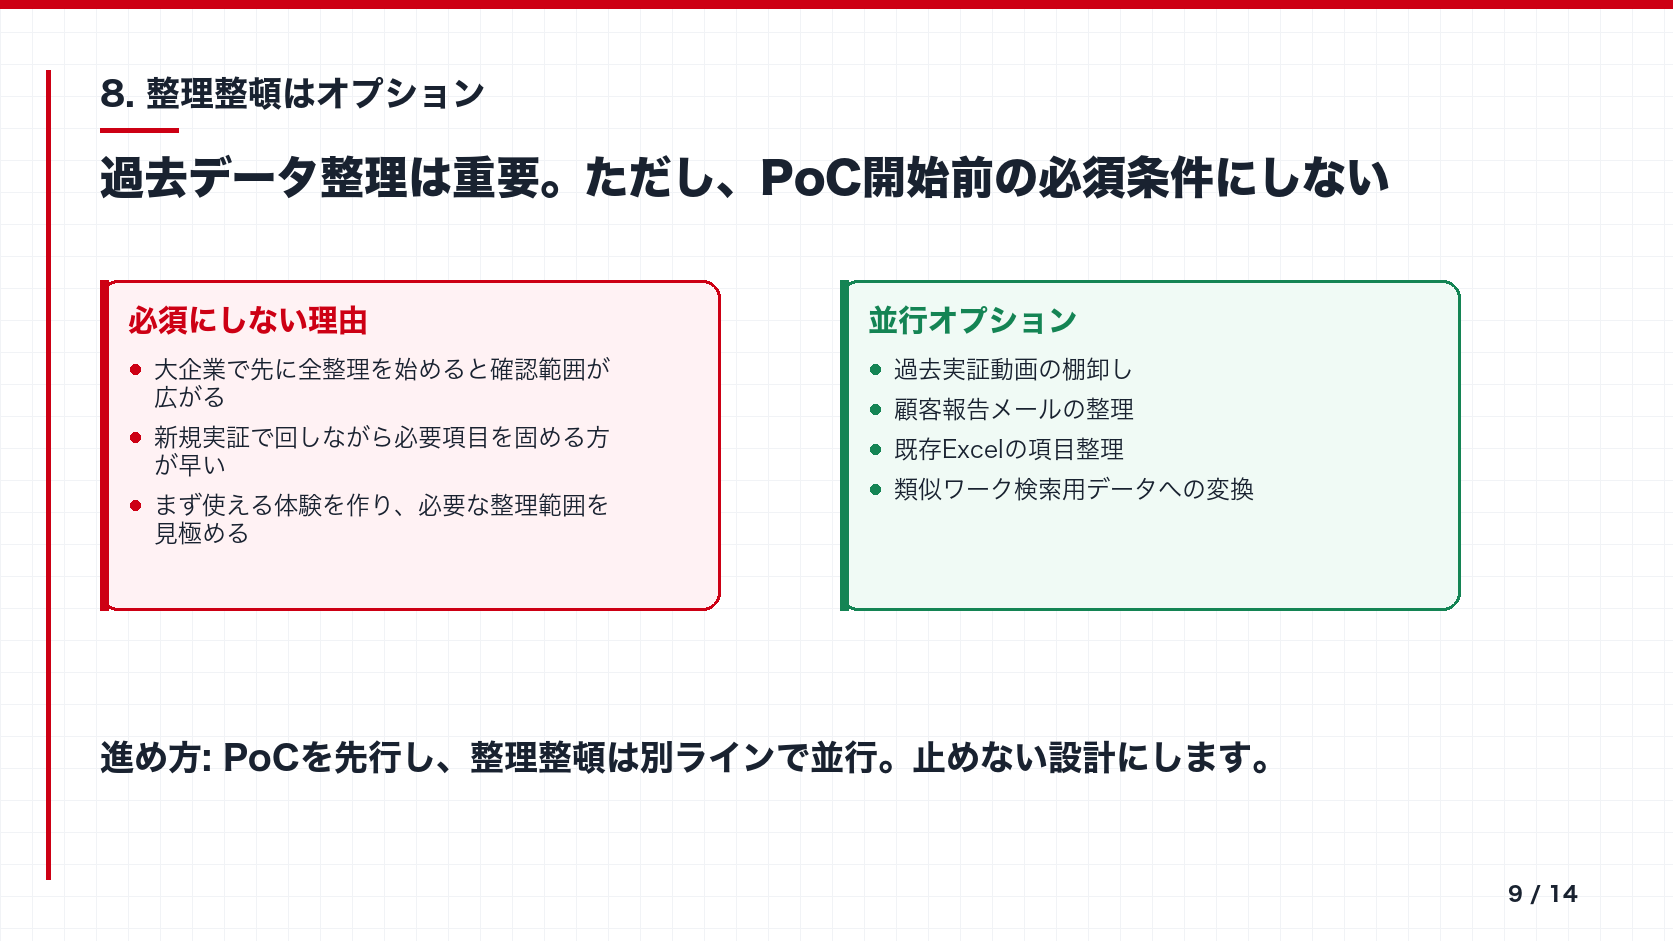 8. 整理整頓はオプション
過去データ整理は重要。ただし、PoC開始前の必須条件にしない
必須にしない理由
大企業で先に全整理を始めると確認範囲が
広がる
新規実証で回しながら必要項目を固める方
が早い
まず使える体験を作り、必要な整理範囲を
見極める
並行オプション
過去実証動画の棚卸し
顧客報告メールの整理
既存Excelの項目整理
類似ワーク検索用データへの変換
進め方: PoCを先行し、整理整頓は別ラインで並行。止めない設計にします。
9 / 14